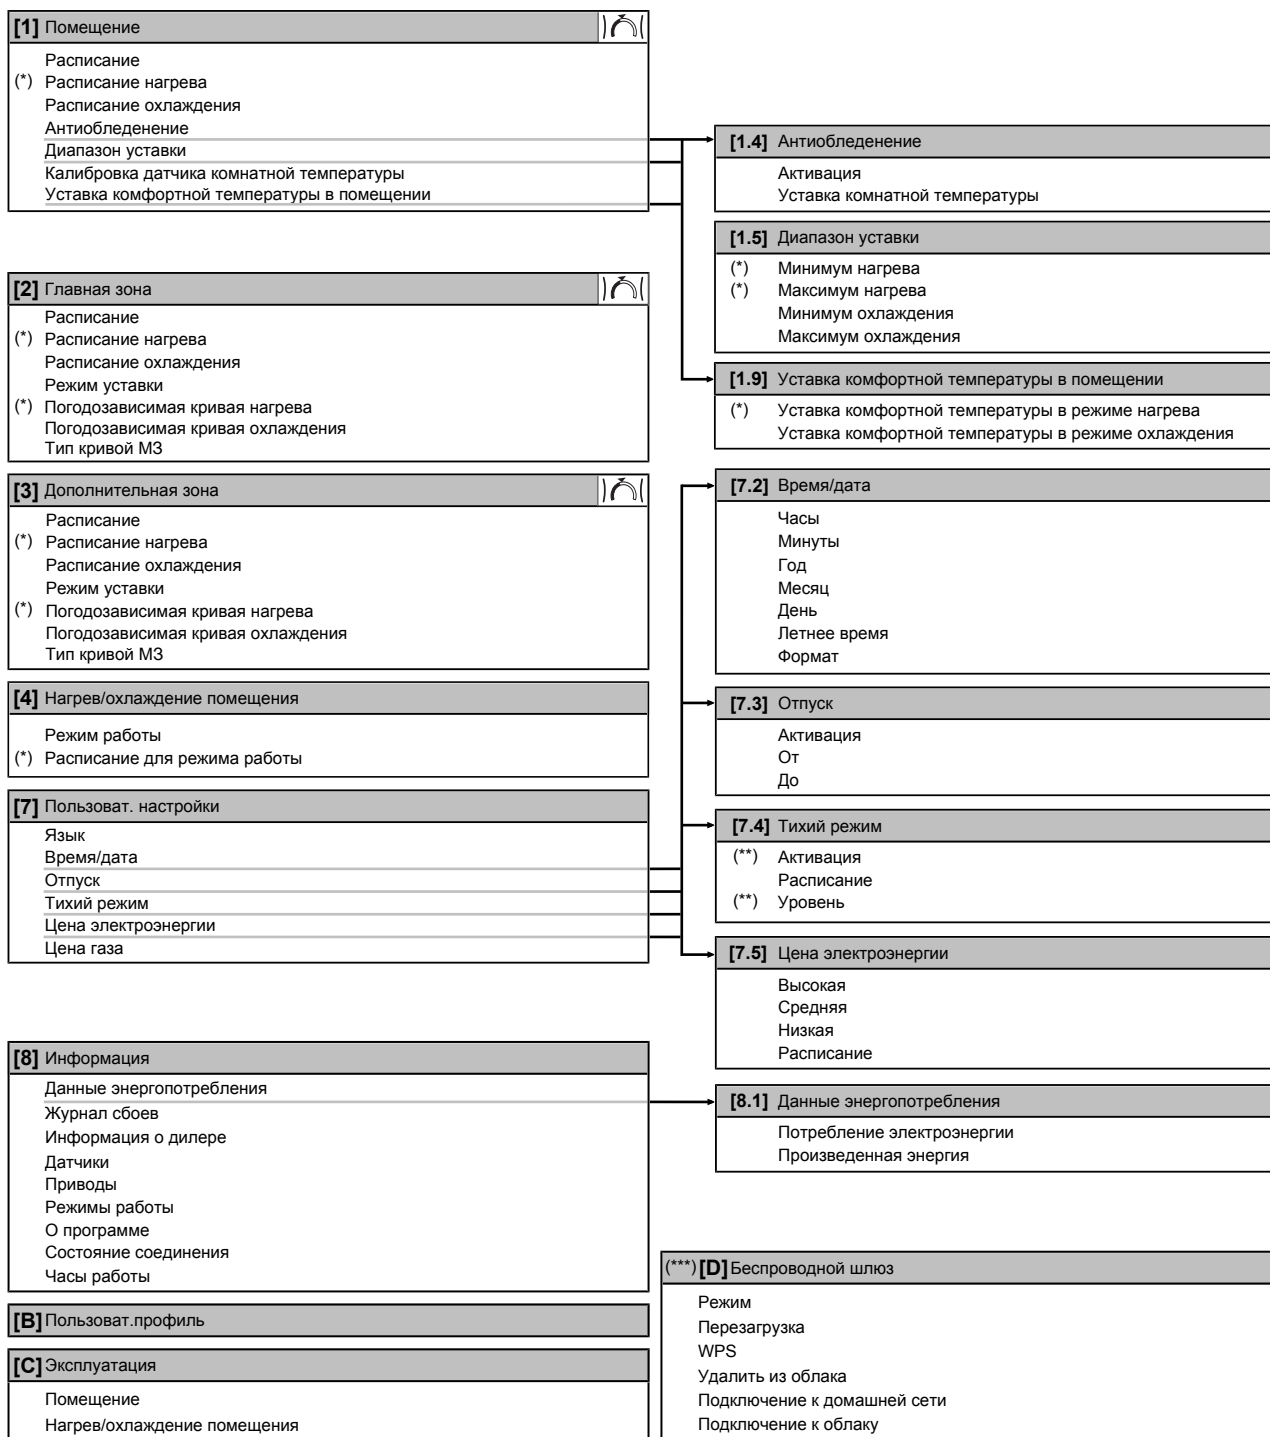 [1] Помещение
Расписание
(*) Расписание нагрева
Расписание охлаждения
Антиобледенение
Диапазон уставки
Калибровка датчика комнатной температуры
Уставка комфортной температуры в помещении
[1.4] Антиобледенение
Активация
Уставка комнатной температуры
[1.5] Диапазон уставки
(*) Минимум нагрева
(*) Максимум нагрева
Минимум охлаждения
Максимум охлаждения
[1.9] Уставка комфортной температуры в помещении
(*) Уставка комфортной температуры в режиме нагрева
Уставка комфортной температуры в режиме охлаждения
[2] Главная зона
Расписание
(*) Расписание нагрева
Расписание охлаждения
Режим уставки
(*) Погодозависимая кривая нагрева
Погодозависимая кривая охлаждения
Тип кривой МЗ
[3] Дополнительная зона
Расписание
(*) Расписание нагрева
Расписание охлаждения
Режим уставки
(*) Погодозависимая кривая нагрева
Погодозависимая кривая охлаждения
Тип кривой МЗ
[4] Нагрев/охлаждение помещения
Режим работы
(*) Расписание для режима работы
[7] Пользоват. настройки
Язык
Время/дата
Отпуск
Тихий режим
Цена электроэнергии
Цена газа
[7.2] Время/дата
Часы
Минуты
Год
Месяц
День
Летнее время
Формат
[7.3] Отпуск
Активация
От
До
[7.4] Тихий режим
(**) Активация
Расписание
(**) Уровень
[7.5] Цена электроэнергии
Высокая
Средняя
Низкая
Расписание
[8] Информация
Данные энергопотребления
Журнал сбоев
Информация о дилере
Датчики
Приводы
Режимы работы
О программе
Состояние соединения
Часы работы
[8.1] Данные энергопотребления
Потребление электроэнергии
Произведенная энергия
[B] Пользоват.профиль
[C] Эксплуатация
Помещение
Нагрев/охлаждение помещения
(***) [D] Беспроводной шлюз
Режим
Перезагрузка
WPS
Удалить из облака
Подключение к домашней сети
Подключение к облаку